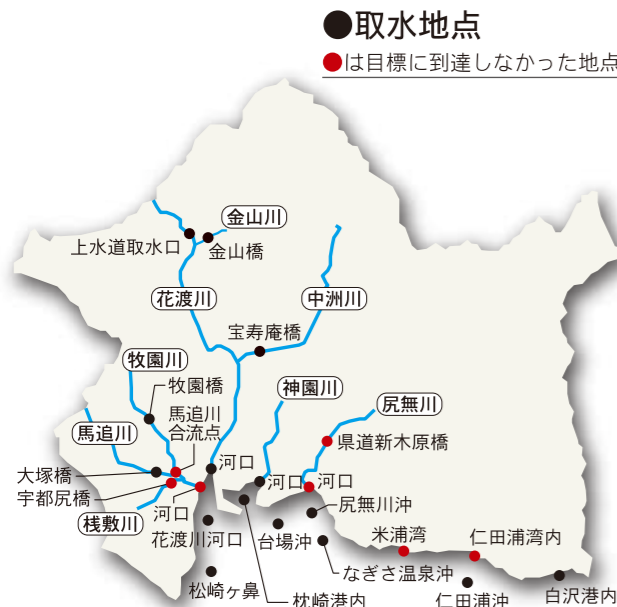 ●取水地点
●は目標に到達しなかった地点
金山川
上水道取水口
金山橋
花渡川
中洲川
宝寿庵橋
牧園川
牧園橋
神園川
尻無川
馬追川
馬追川
合流点
県道新木原橋
大塚橋
宇都尻橋
河口
河口
河口
河口
桟敷川
花渡川河口
台場沖
尻無川沖
米浦湾
仁田浦湾内
なぎさ温泉沖
松崎ヶ鼻
枕崎港内
仁田浦沖
白沢港内